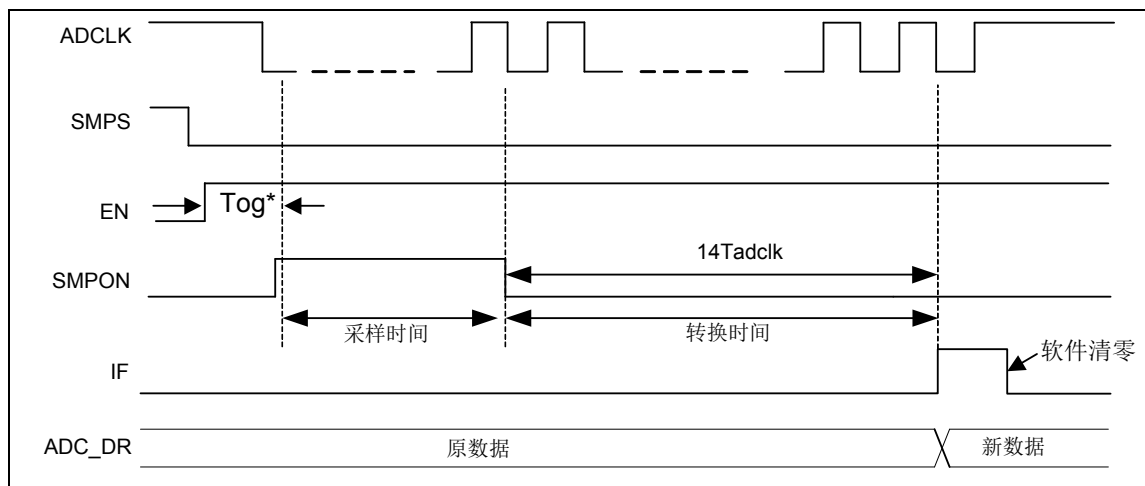 ADCLK
SMPS
EN
Tog*
SMPON
14Tadclk
采样时间
转换时间
IF
软件清零
ADC_DR
原数据
新数据